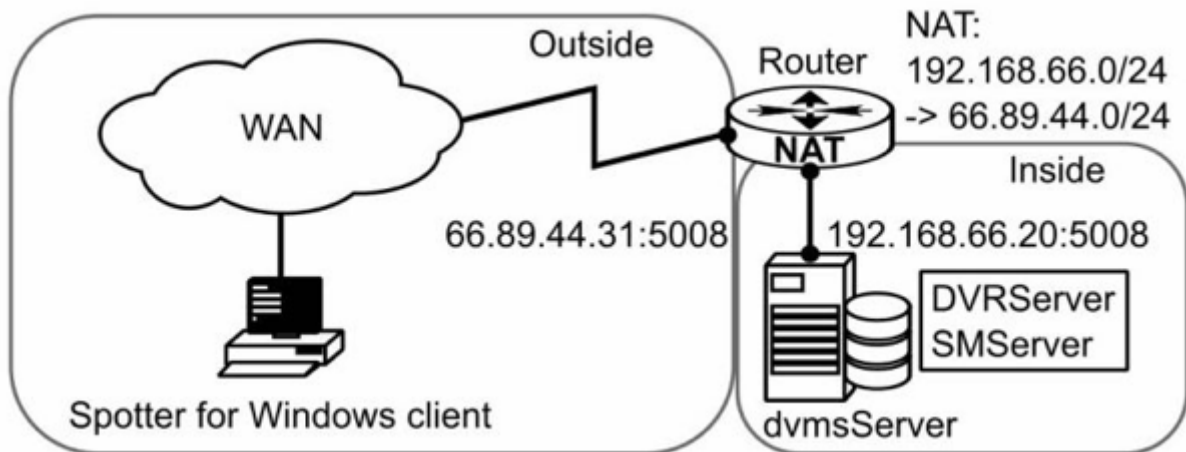 Outside
WAN
Router
NAT
NAT:
192.168.66.0/24
-> 66.89.44.0/24
Inside
66.89.44.31:5008
192.168.66.20:5008
DVRServer
SMServer
Spotter for Windows client
dvmsServer